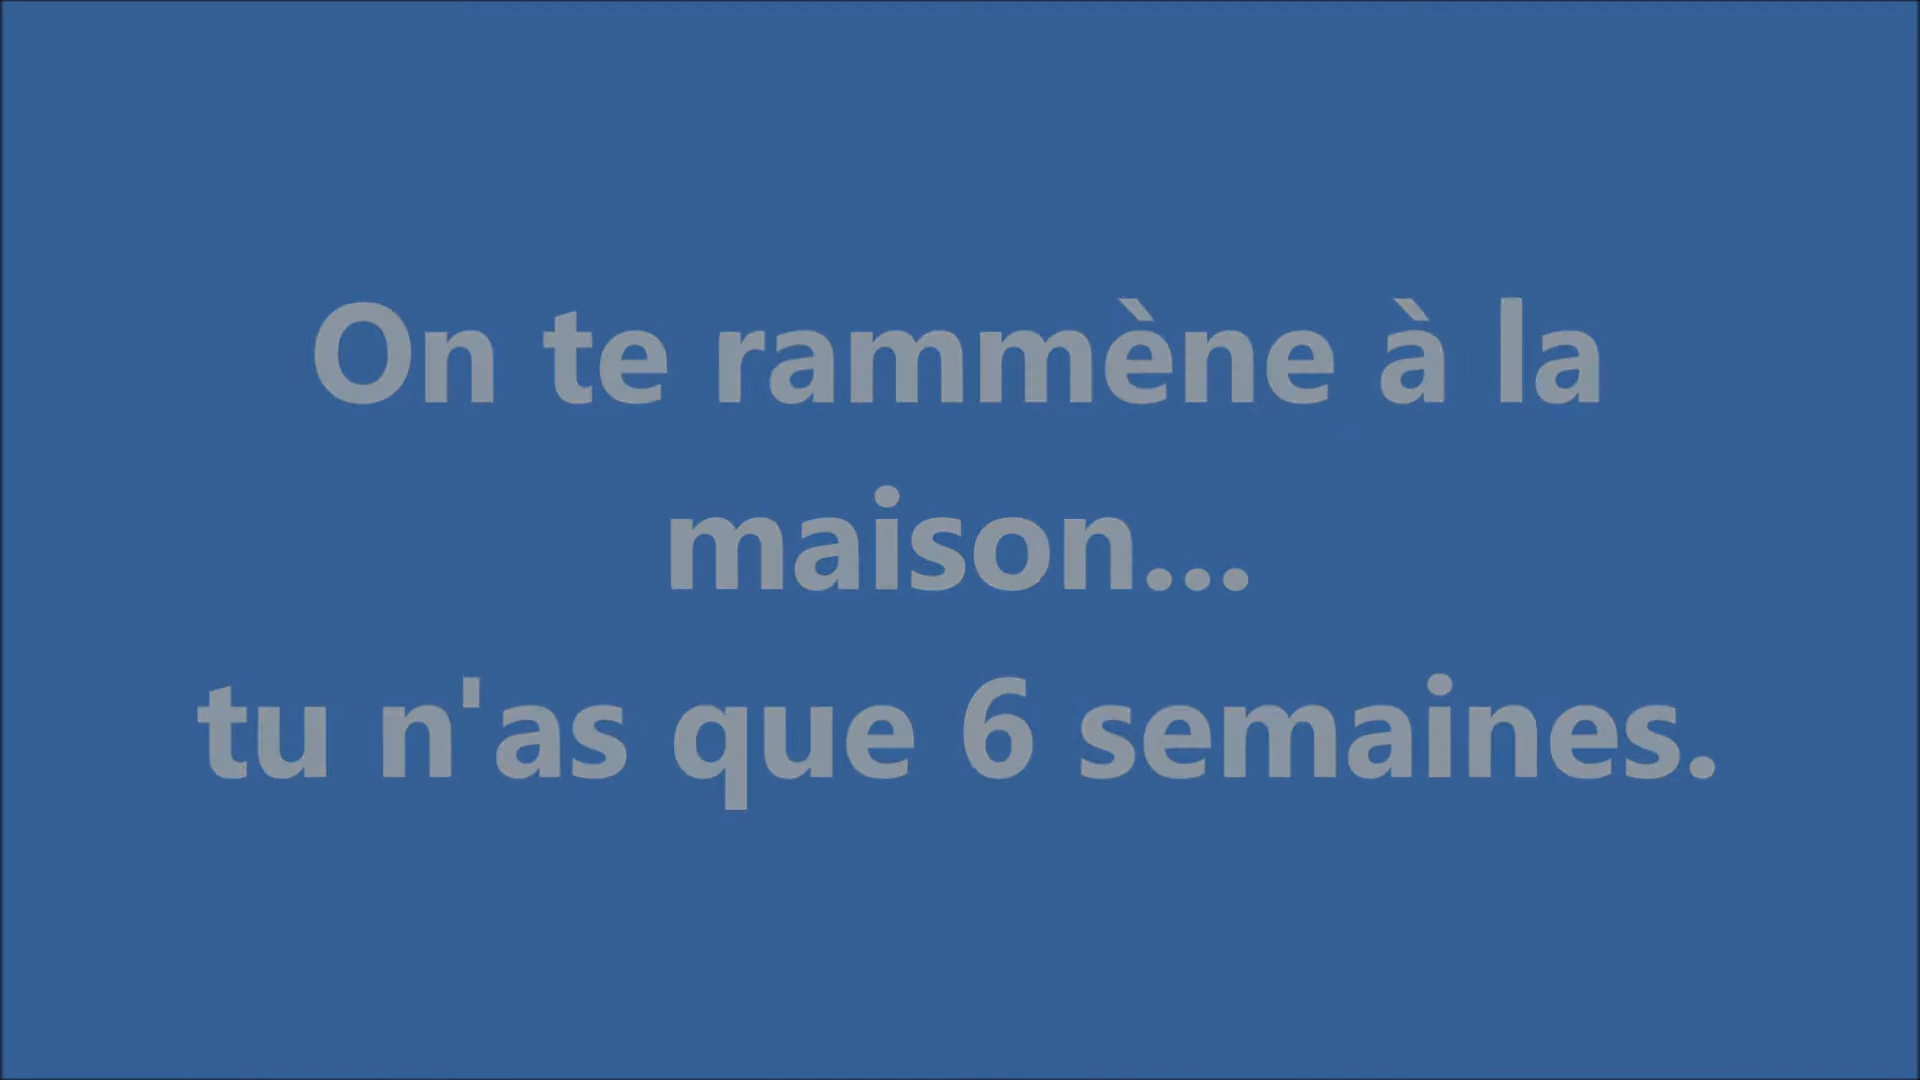 On te rammène à la
maison...
tu n'as que 6 semaines.